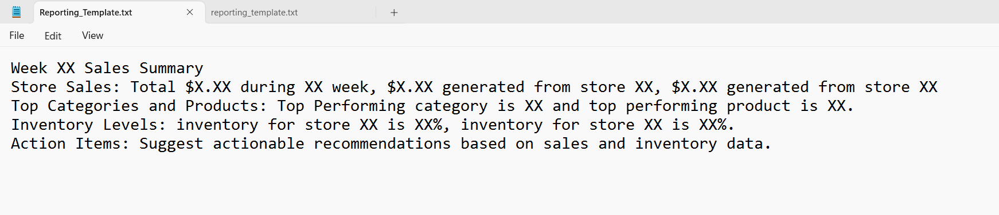 Reporting_Template.txt
reporting_template.txt
File Edit View
Week XX Sales Summary
Store Sales: Total $X.XX during XX week, $X.XX generated from store XX, $X.XX generated from store XX
Top Categories and Products: Top Performing category is XX and top performing product is XX.
Inventory Levels: inventory for store XX is XX%, inventory for store XX is XX%.
Action Items: Suggest actionable recommendations based on sales and inventory data.